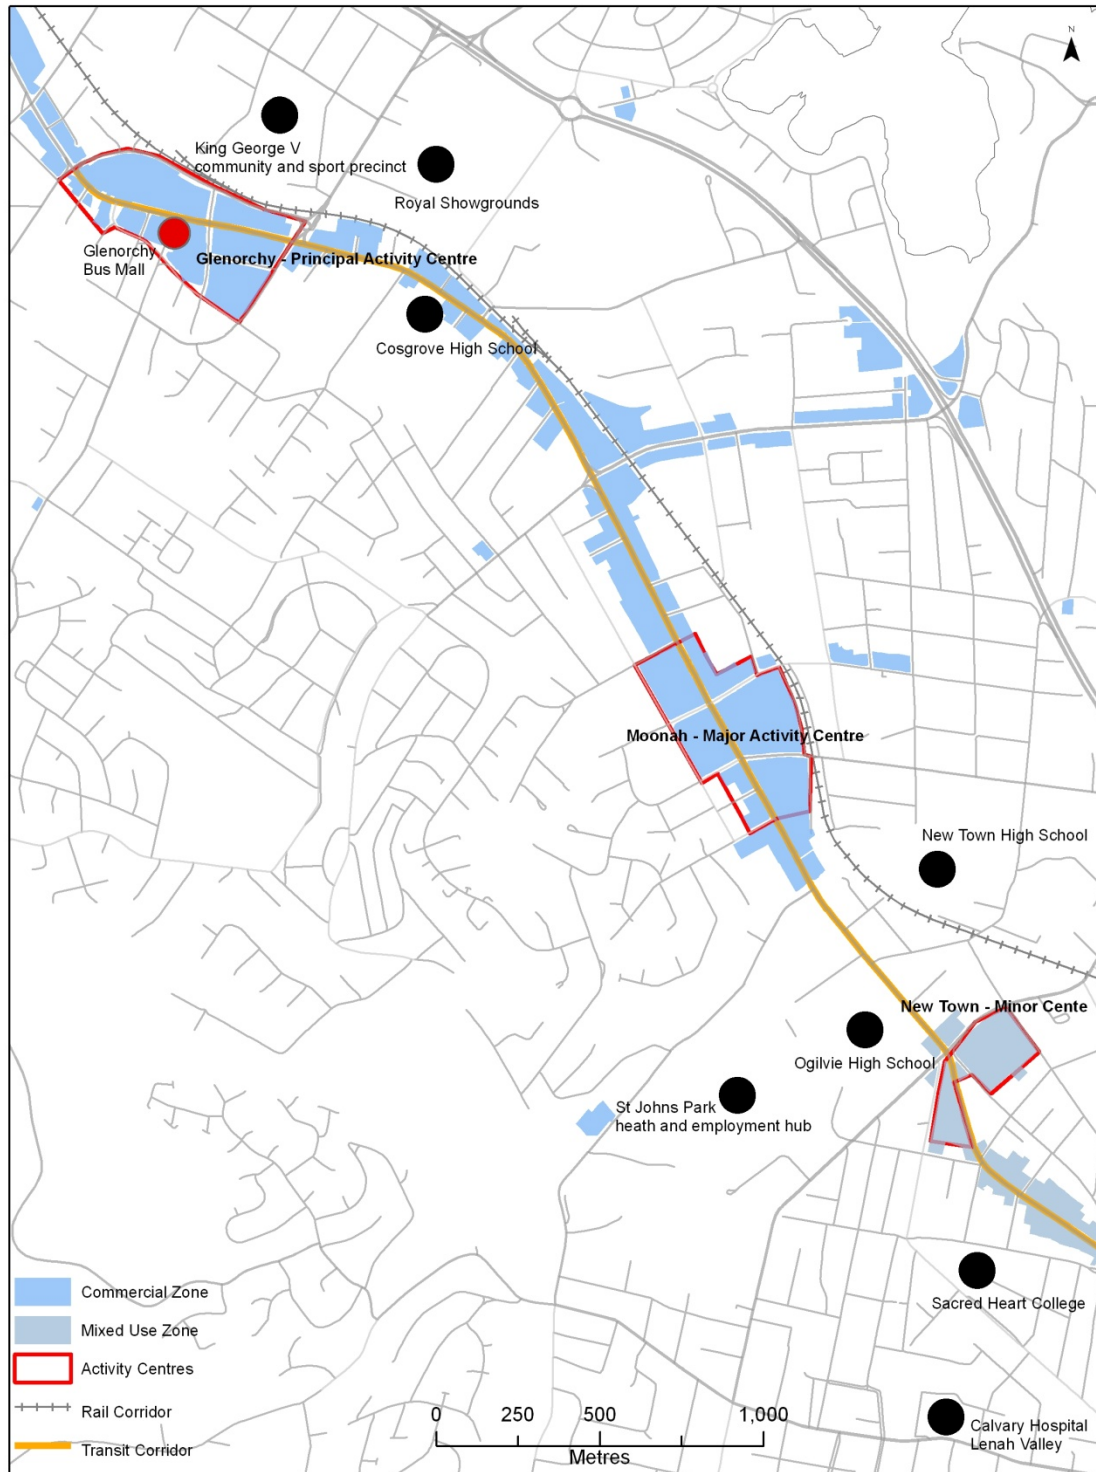 N
King George V
community and sport precinct
Royal Showgrounds
Glenorchy
Bus Mall
Glenorchy - Principal Activity Centre
Cosgrove High School
Moonah - Major Activity Centre
New Town High School
New Town - Minor Cente
Ogilvie High School
St Johns Park
heath and employment hub
Sacred Heart College
Calvary Hospital
Lenah Valley
Commercial Zone
Mixed Use Zone
Activity Centres
Rail Corridor
Transit Corridor
0 250 500 1,000
Metres